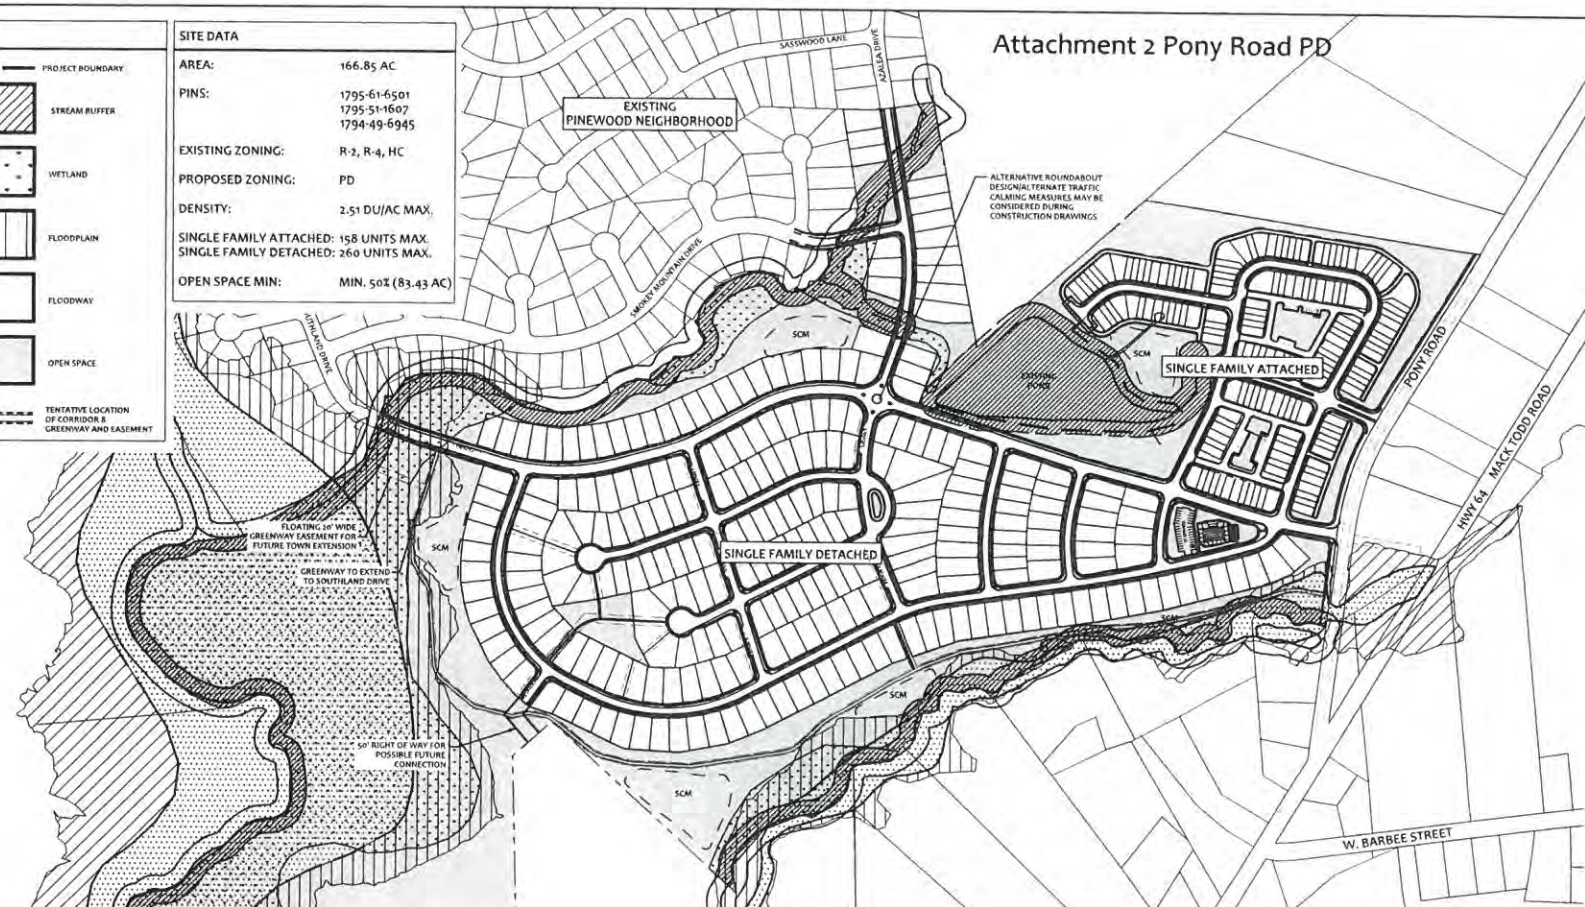 Attachment 2 Pony Road PD
PROJECT BOUNDARY
STREAM BUFFER
WETLAND
FLOODPLAIN
FLOODWAY
OPEN SPACE
TENTATIVE LOCATION
OF CORRIDOR &
GREENWAY AND EASEMENT
SITE DATA
AREA: 166.85 AC
PINS: 1795-61-6501
1795-51-1607
1794-49-6945
EXISTING ZONING: R-2, R-4, HC
PROPOSED ZONING: PD
DENSITY: 2.51 DU/AC MAX.
SINGLE FAMILY ATTACHED: 158 UNITS MAX.
SINGLE FAMILY DETACHED: 260 UNITS MAX.
OPEN SPACE MIN: MIN. 50% (83.43 AC)
SASSWOOD LANE
AZALEA DRIVE
EXISTING
PINEWOOD NEIGHBORHOOD
ALTERNATIVE ROUNDABOUT
DESIGN/ALTERNATE TRAFFIC
CALMING MEASURES MAY BE
CONSIDERED DURING
CONSTRUCTION DRAWINGS
SMOKEY MOUNTAIN DRIVE
UTHLAND DRIVE
SCM
EXISTING
POND
SCM
SINGLE FAMILY ATTACHED
PONY ROAD
HWY 64 MACK TODD ROAD
FLOATING 20' WIDE
GREENWAY EASEMENT FOR
FUTURE TOWN EXTENSION
SCM
GREENWAY TO EXTEND
TO SOUTHLAND DRIVE
SINGLE FAMILY DETACHED
SCM
SCM
50' RIGHT OF WAY FOR
POSSIBLE FUTURE
CONNECTION
SCM
W. BARBEE STREET